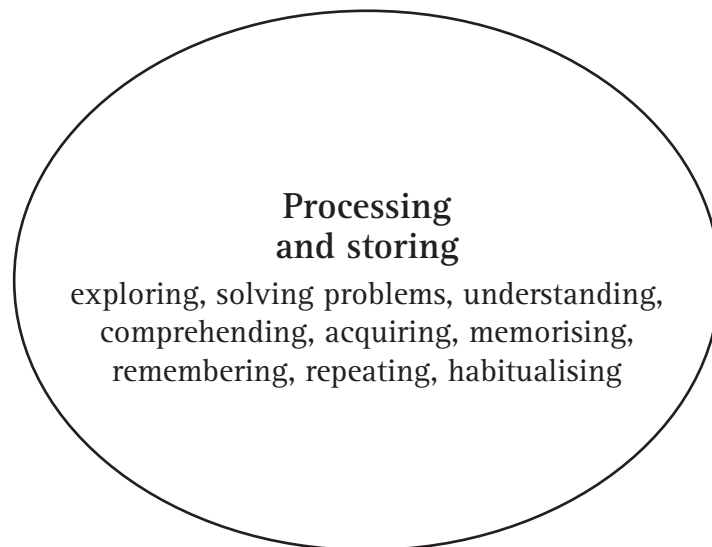 Processing
and storing
exploring, solving problems, understanding,
comprehending, acquiring, memorising,
remembering, repeating, habitualising